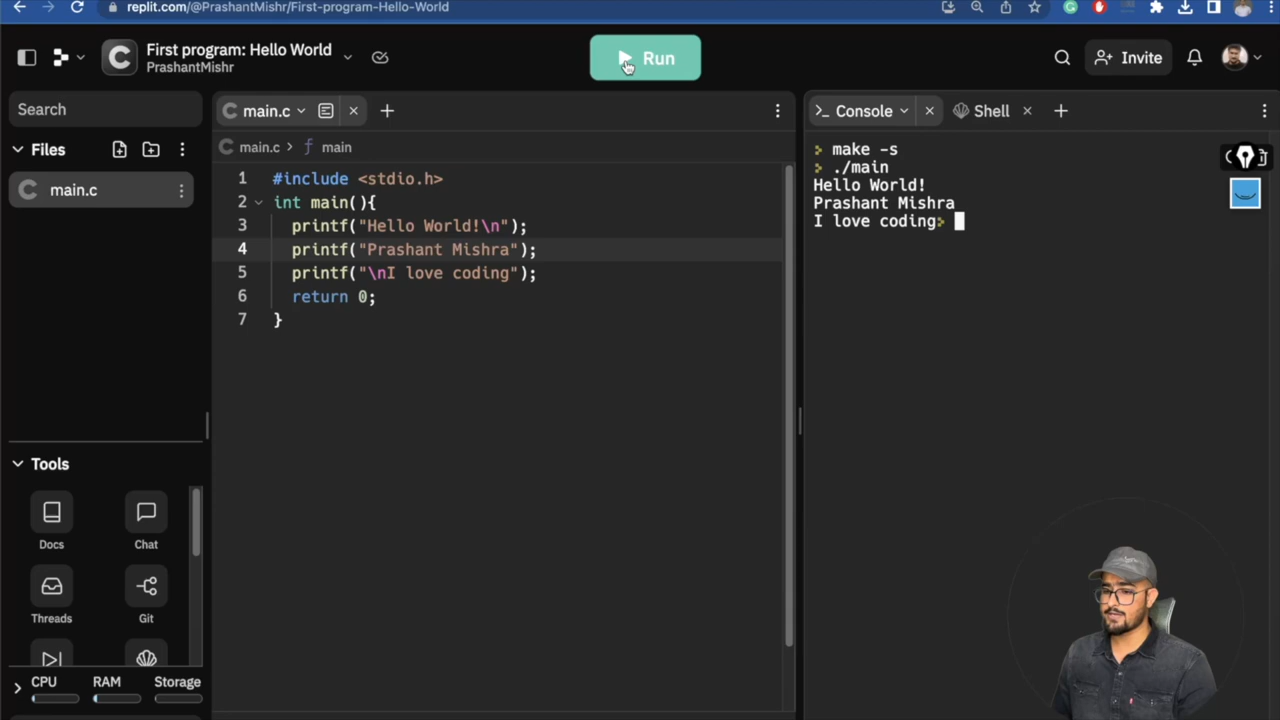 replit.com/@PrashantMishr/First-program-Hello-World
First program: Hello World
PrashantMishr
Run
Invite
Search
Files
main.c
Tools
Docs
Chat
Threads
Git
CPU
RAM
Storage
main.c
main.c > ƒ main
1 #include <stdio.h>
2 int main(){
3 printf("Hello World!\n");
4 printf("Prashant Mishra");
5 printf("\nI love coding");
6 return 0;
7 }
>_ Console
Shell
> make -s
> ./main
Hello World!
Prashant Mishra
I love coding>